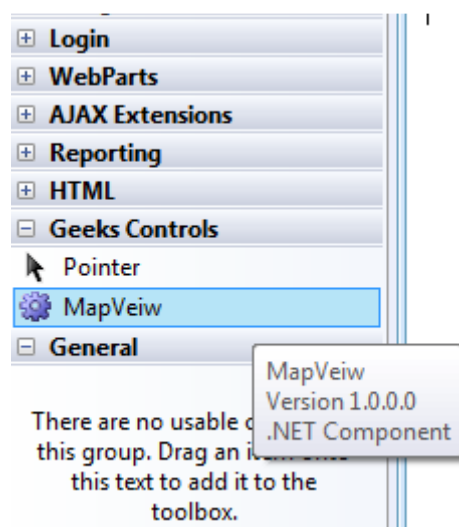 Login
WebParts
AJAX Extensions
Reporting
HTML
Geeks Controls
Pointer
MapVeiw
General
MapVeiw
Version 1.0.0.0
.NET Component
There are no usable
this group. Drag an
this text to add it to the
toolbox.